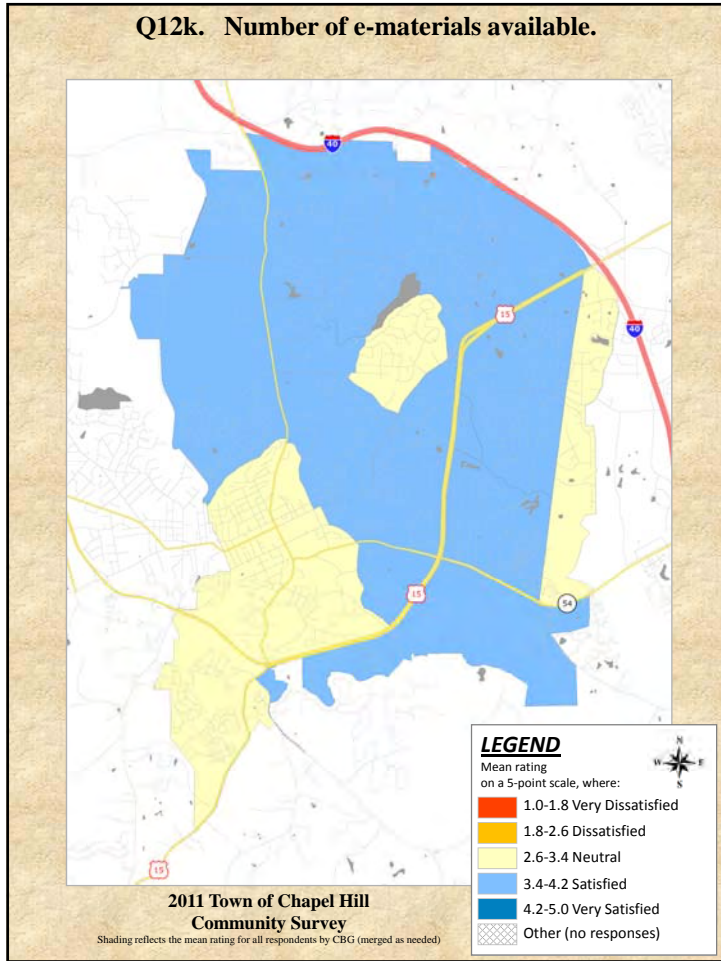 Q12k. Number of e-materials available.
40
15
40
15
54
15
LEGEND
Mean rating
on a 5-point scale, where:
N
W E
S
1.0-1.8 Very Dissatisfied
1.8-2.6 Dissatisfied
2.6-3.4 Neutral
3.4-4.2 Satisfied
4.2-5.0 Very Satisfied
Other (no responses)
2011 Town of Chapel Hill
Community Survey
Shading reflects the mean rating for all respondents by CBG (merged as needed)